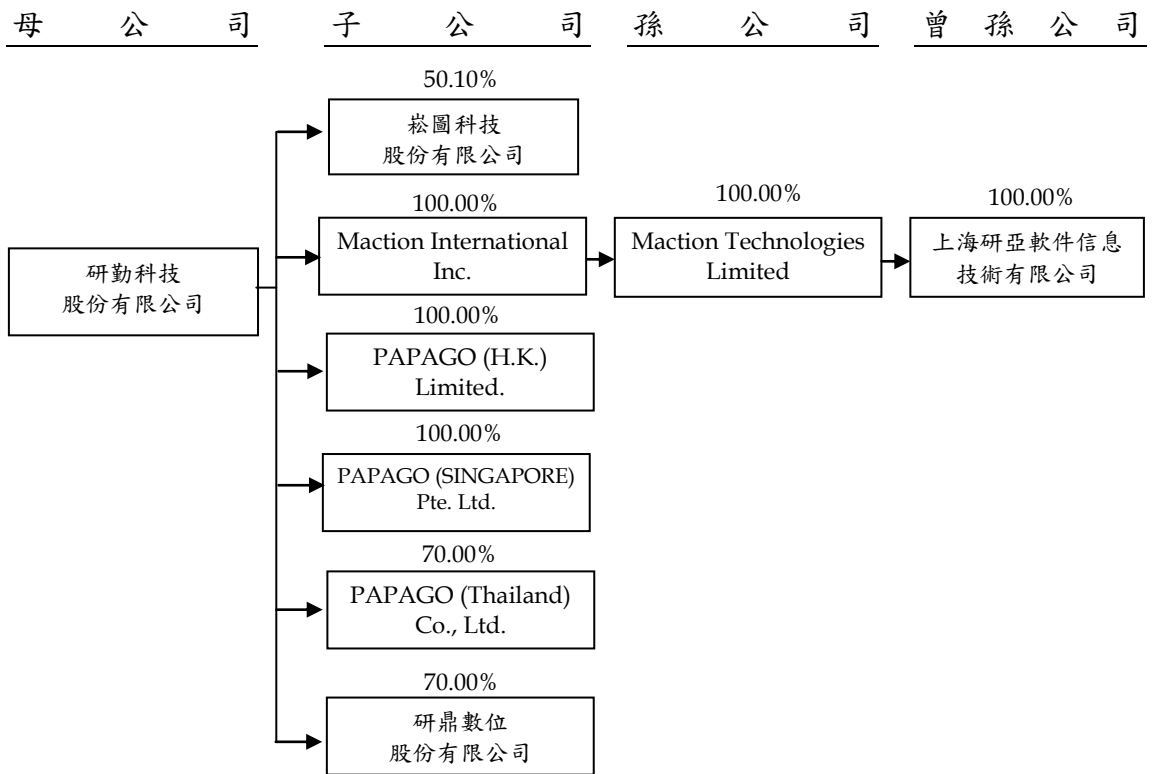 母公司 子公司 孫公司 曾孫公司
50.10%
崧圖科技
股份有限公司
100.00%
Maction International
Inc.
100.00%
Maction Technologies
Limited
100.00%
上海研亞軟件信息
技術有限公司
研勤科技
股份有限公司
100.00%
PAPAGO (H.K.)
Limited.
100.00%
PAPAGO (SINGAPORE)
Pte. Ltd.
70.00%
PAPAGO (Thailand)
Co., Ltd.
70.00%
研鼎數位
股份有限公司